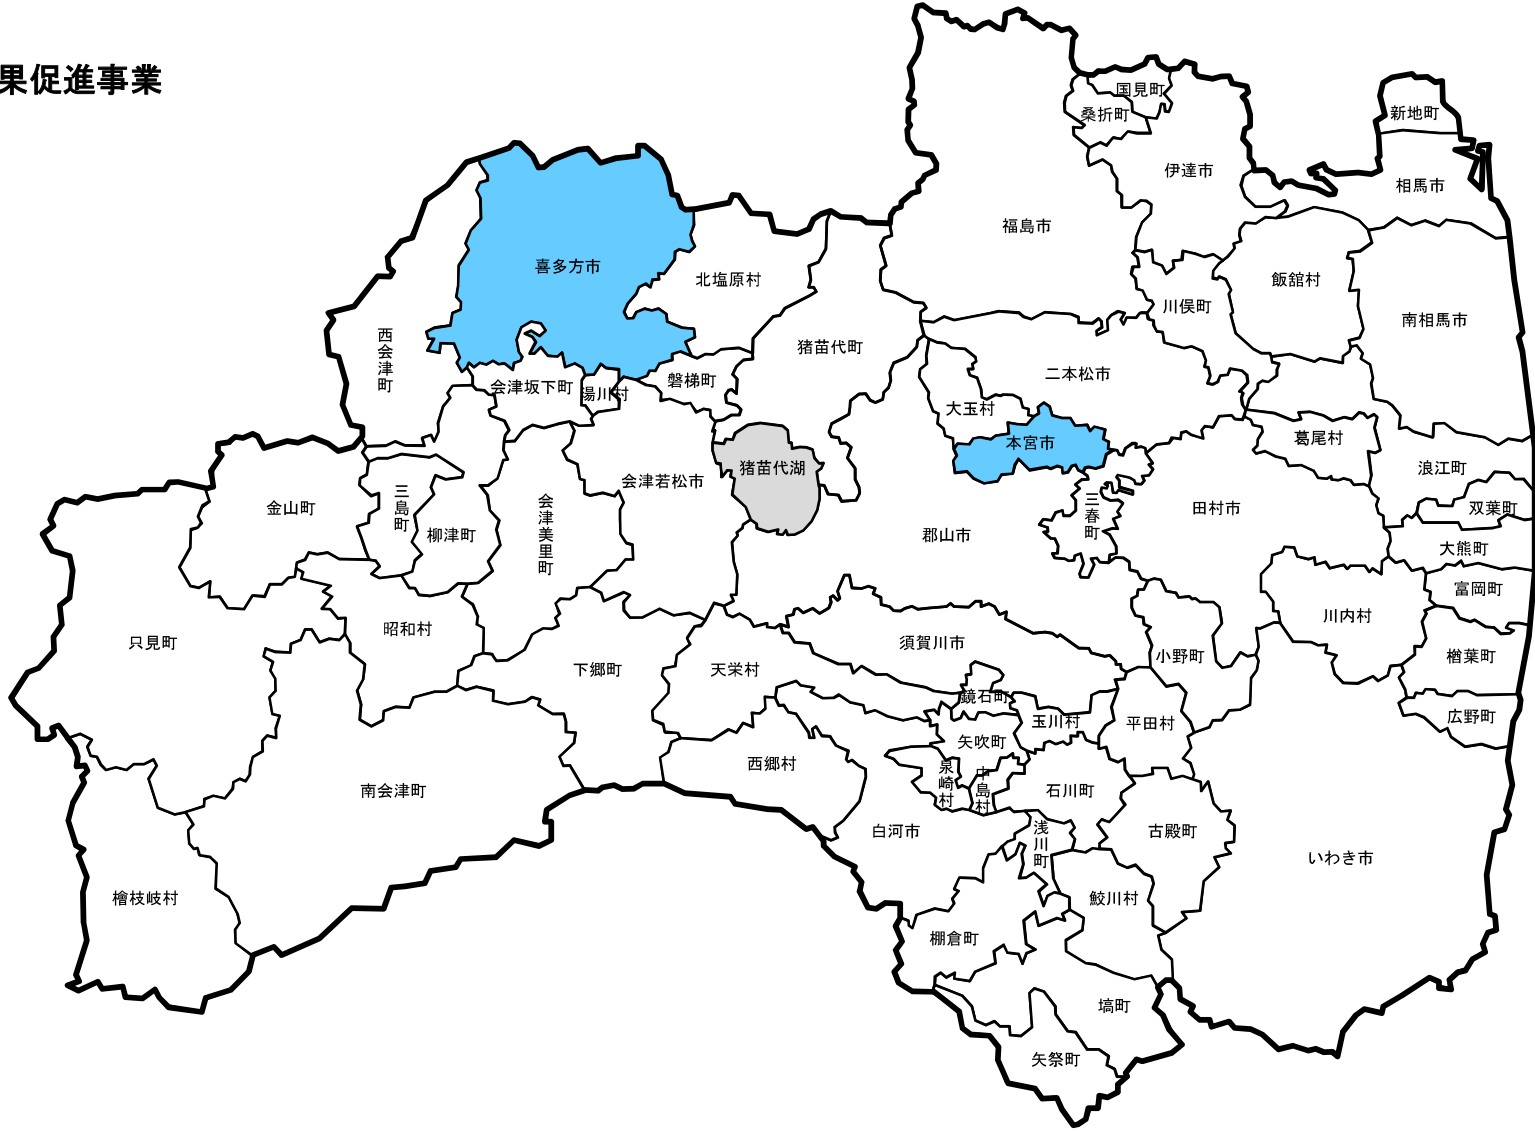 果促進事業
国見町
桑折町
新地町
伊達市
相馬市
福島市
喜多方市
北塩原村
飯舘村
川俣町
南相馬市
西会津町
猪苗代町
二本松市
会津坂下町
湯川村
磐梯町
大玉村
本宮市
葛尾村
猪苗代湖
浪江町
会津若松市
金山町
三島町
会津美里町
三春町
田村市
双葉町
柳津町
郡山市
大熊町
富岡町
川内村
昭和村
只見町
須賀川市
小野町
楢葉町
下郷町
天栄村
鏡石町
玉川村
平田村
広野町
矢吹町
西郷村
泉崎村
中島村
石川町
南会津町
白河市
浅川町
古殿町
いわき市
檜枝岐村
鮫川村
棚倉町
塙町
矢祭町